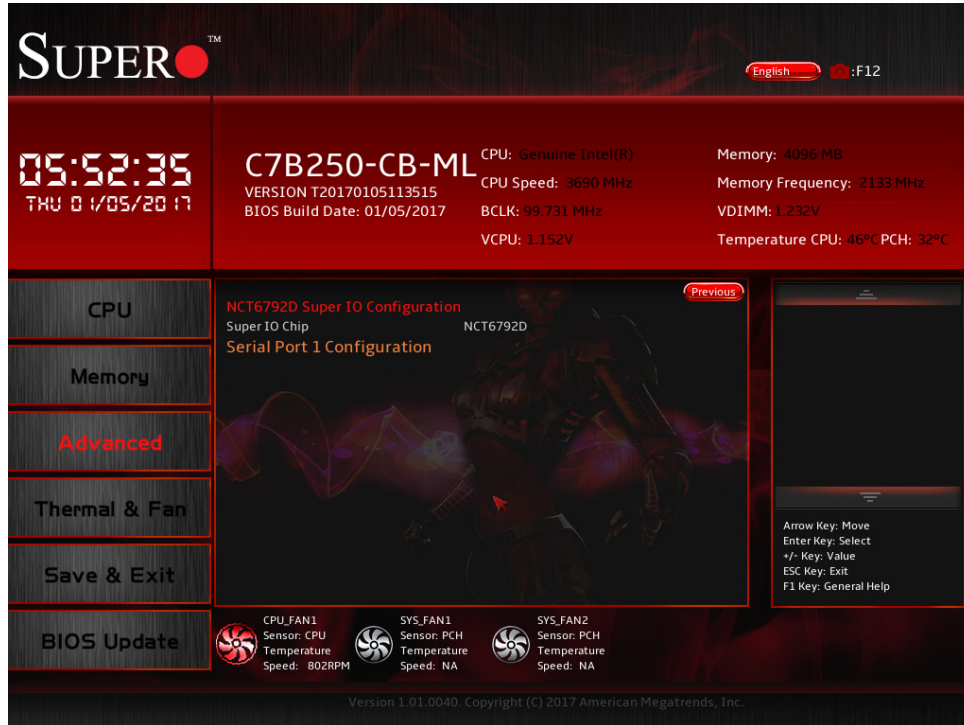 SUPER TM
English :F12
05:52:35
THU 01/05/2017
C7B250-CB-ML
VERSION T20170105113515
BIOS Build Date: 01/05/2017
CPU: Genuine Intel(R)
CPU Speed: 3690 MHz
BCLK: 99.731 MHz
VCPU: 1.152V
Memory: 4096 MB
Memory Frequency: 2133 MHz
VDIMM: 1.232V
Temperature CPU: 46°C PCH: 32°C
CPU
Memory
Advanced
Thermal & Fan
Save & Exit
BIOS Update
Previous
NCT6792D Super IO Configuration
Super IO Chip NCT6792D
Serial Port 1 Configuration
Arrow Key: Move
Enter Key: Select
+/- Key: Value
ESC Key: Exit
F1 Key: General Help
CPU_FAN1
Sensor: CPU
Temperature
Speed: 802RPM
SYS_FAN1
Sensor: PCH
Temperature
Speed: NA
SYS_FAN2
Sensor: PCH
Temperature
Speed: NA
Version 1.01.0040. Copyright (C) 2017 American Megatrends, Inc.